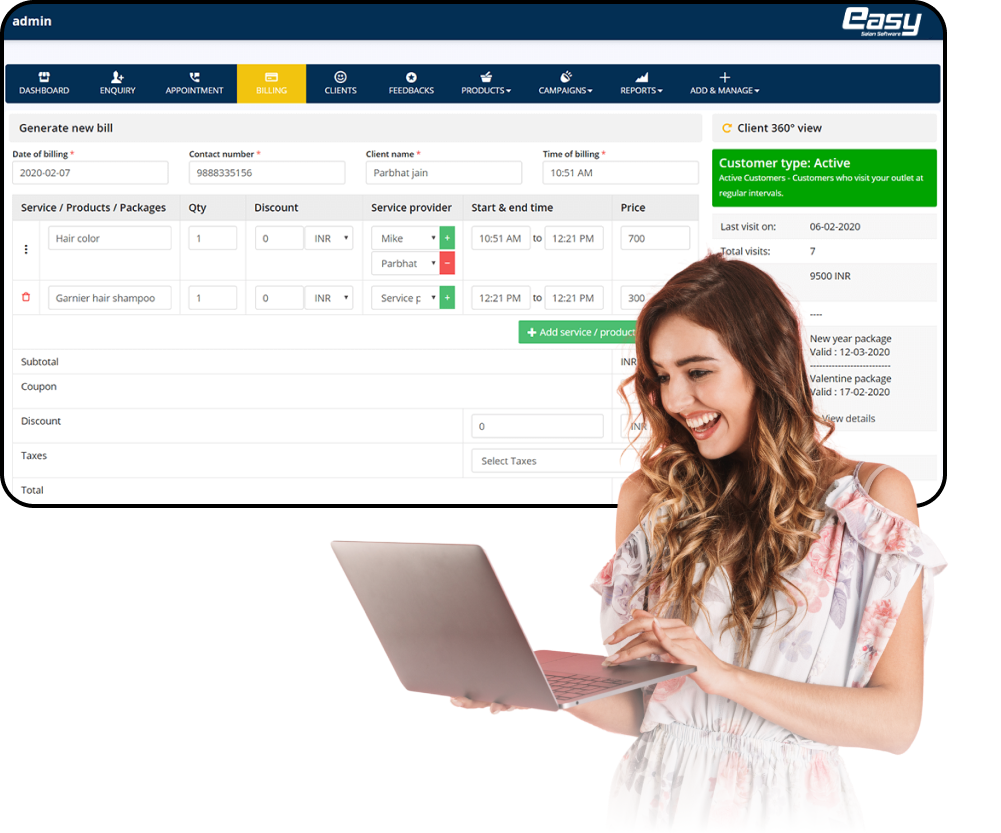 admin
easy
Salon Software
DASHBOARD ENQUIRY APPOINTMENT BILLING CLIENTS FEEDBACKS PRODUCTS CAMPAIGNS REPORTS ADD & MANAGE
Generate new bill
Date of billing * Contact number * Client name * Time of billing *
2020-02-07 9888335156 Parbhat jain 10:51 AM
Service / Products / Packages Qty Discount Service provider Start & end time Price
Hair color 1 0 INR Mike + 10:51 AM to 12:21 PM 700
Parbhat −
Garnier hair shampoo 1 0 INR Service p + 12:21 PM to 12:21 PM 300
+ Add service / product
Subtotal INR
Coupon
Discount 0 INR
Taxes Select Taxes
Total
Client 360° view
Customer type: Active
Active Customers - Customers who visit your outlet at
regular intervals.
Last visit on: 06-02-2020
Total visits: 7
9500 INR
----
New year package
Valid : 12-03-2020
---------------------------
Valentine package
Valid : 17-02-2020
View details